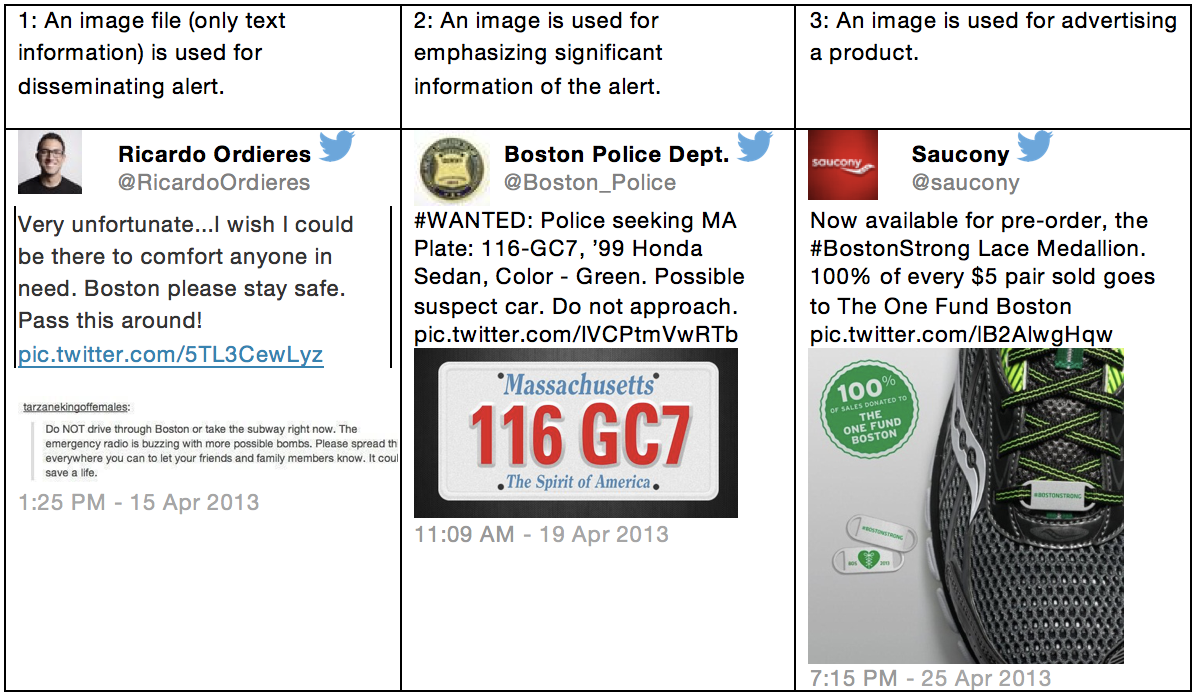 1: An image file (only text
information) is used for
disseminating alert.
2: An image is used for
emphasizing significant
information of the alert.
3: An image is used for advertising
a product.
Ricardo Ordieres
@RicardoOrdieres
Very unfortunate...I wish I could
be there to comfort anyone in
need. Boston please stay safe.
Pass this around!
pic.twitter.com/5TL3CewLyz
tarzanekingoffemales:
Do NOT drive through Boston or take the subway right now. The
emergency radio is buzzing with more possible bombs. Please spread th
everywhere you can to let your friends and family members know. It coul
save a life.
1:25 PM - 15 Apr 2013
Boston Police Dept.
@Boston_Police
#WANTED: Police seeking MA
Plate: 116-GC7, ’99 Honda
Sedan, Color - Green. Possible
suspect car. Do not approach.
pic.twitter.com/lVCPtmVwRTb
Massachusetts
116 GC7
The Spirit of America
11:09 AM - 19 Apr 2013
saucony
Saucony
@saucony
Now available for pre-order, the
#BostonStrong Lace Medallion.
100% of every $5 pair sold goes
to The One Fund Boston
pic.twitter.com/lB2AlwgHqw
100%
OF SALES DONATED TO
THE
ONE FUND
BOSTON
#BOSTONSTRONG
#BOSTONSTRONG
BOS 2013
7:15 PM - 25 Apr 2013